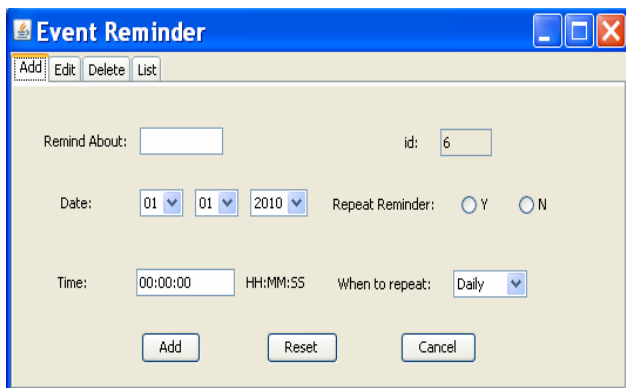 Event Reminder
Add Edit Delete List
Remind About: id: 6
Date: 01 01 2010 Repeat Reminder: Y N
Time: 00:00:00 HH:MM:SS When to repeat: Daily
Add Reset Cancel